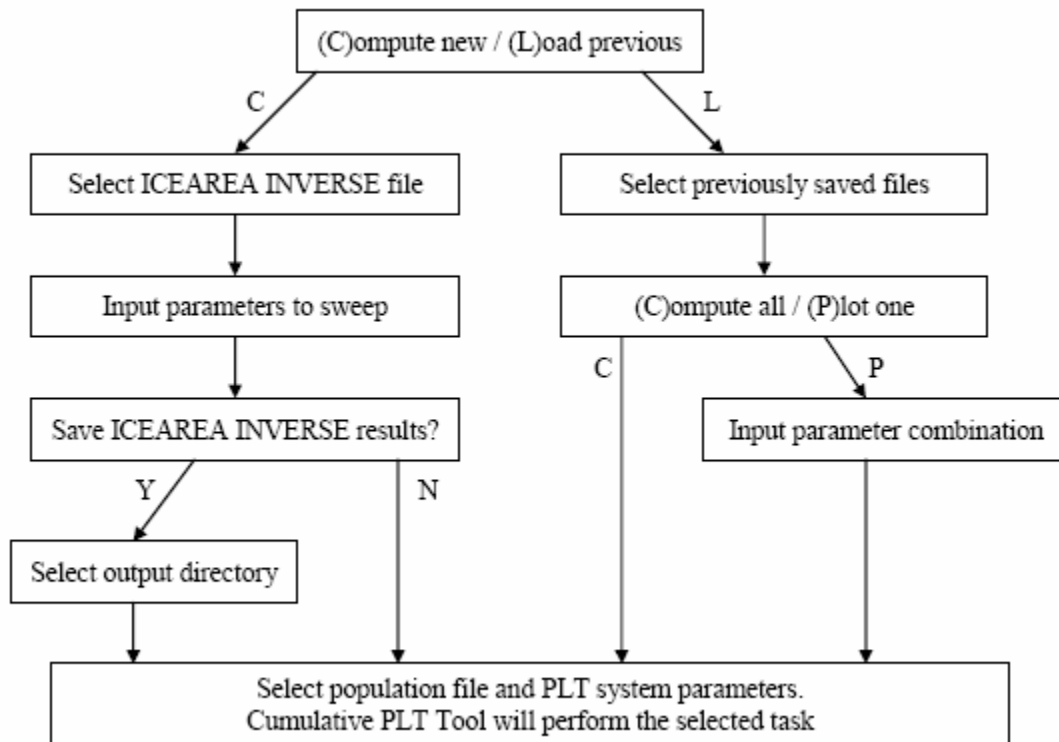 (C)ompute new / (L)oad previous
C
L
Select ICEAREA INVERSE file
Select previously saved files
Input parameters to sweep
(C)ompute all / (P)lot one
C
P
Save ICEAREA INVERSE results?
Input parameter combination
Y
N
Select output directory
Select population file and PLT system parameters.
Cumulative PLT Tool will perform the selected task